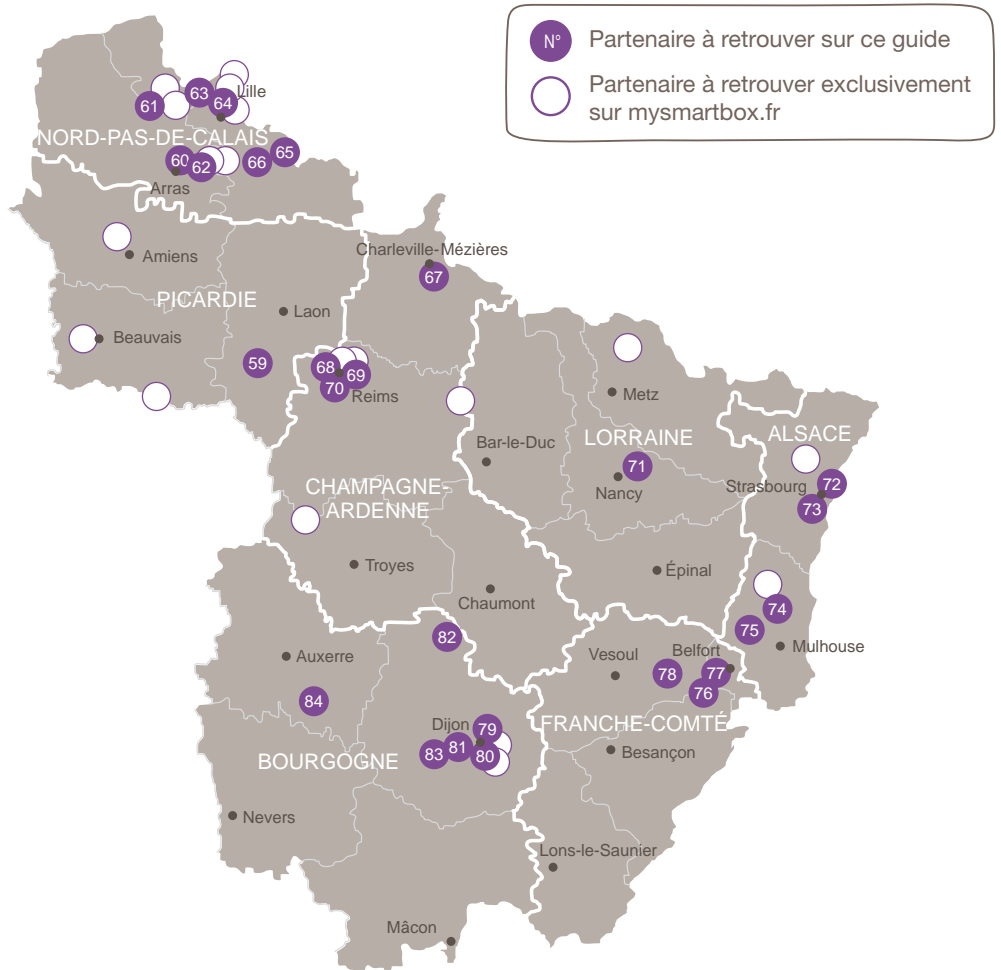 N° Partenaire à retrouver sur ce guide
Partenaire à retrouver exclusivement
sur mysmartbox.fr
Lille
61
63
64
NORD-PAS-DE-CALAIS
60
62
66
65
Arras
Amiens
Charleville-Mézières
67
PICARDIE
Laon
Beauvais
59
68
69
70
Reims
Metz
Bar-le-Duc
LORRAINE
ALSACE
71
Nancy
Strasbourg
72
73
CHAMPAGNE-
ARDENNE
Troyes
Épinal
Chaumont
74
75
Mulhouse
82
Auxerre
Vesoul
Belfort
78
77
76
84
Dijon
79
FRANCHE-COMTÉ
83
81
80
BOURGOGNE
Besançon
Nevers
Lons-le-Saunier
Mâcon